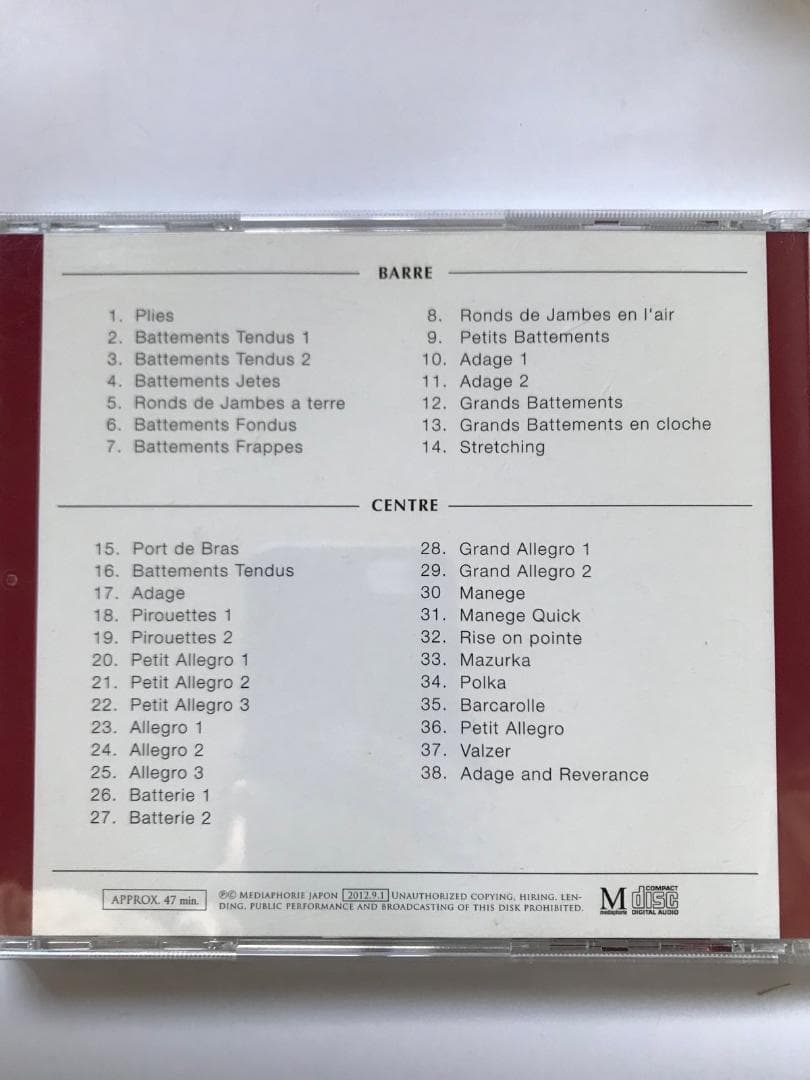 BARRE
1. Plies
2. Battements Tendus 1
3. Battements Tendus 2
4. Battements Jetes
5. Ronds de Jambes a terre
6. Battements Fondus
7. Battements Frappes
8. Ronds de Jambes en l'air
9. Petits Battements
10. Adage 1
11. Adage 2
12. Grands Battements
13. Grands Battements en cloche
14. Stretching
CENTRE
15. Port de Bras
16. Battements Tendus
17. Adage
18. Pirouettes 1
19. Pirouettes 2
20. Petit Allegro 1
21. Petit Allegro 2
22. Petit Allegro 3
23. Allegro 1
24. Allegro 2
25. Allegro 3
26. Batterie 1
27. Batterie 2
28. Grand Allegro 1
29. Grand Allegro 2
30 Manege
31. Manege Quick
32. Rise on pointe
33. Mazurka
34. Polka
35. Barcarolle
36. Petit Allegro
37. Valzer
38. Adage and Reverance
APPROX. 47 min.
℗© MEDIAPHORIE JAPON 2012.9.1 UNAUTHORIZED COPYING, HIRING, LEN-
DING, PUBLIC PERFORMANCE AND BROADCASTING OF THIS DISK PROHIBITED.
M
mediaphorie
COMPACT
disc
DIGITAL AUDIO